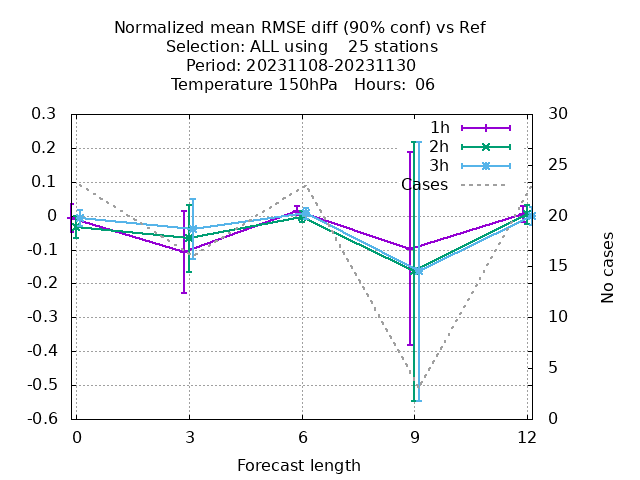 Normalized mean RMSE diff (90% conf) vs Ref
Selection: ALL using    25 stations
Period: 20231108-20231130
Temperature 150hPa   Hours:  06
0.3
0.2
0.1
0
-0.1
-0.2
-0.3
-0.4
-0.5
-0.6
1h
2h
3h
Cases
30
25
20
15
10
5
0
No cases
0 3 6 9 12
Forecast length